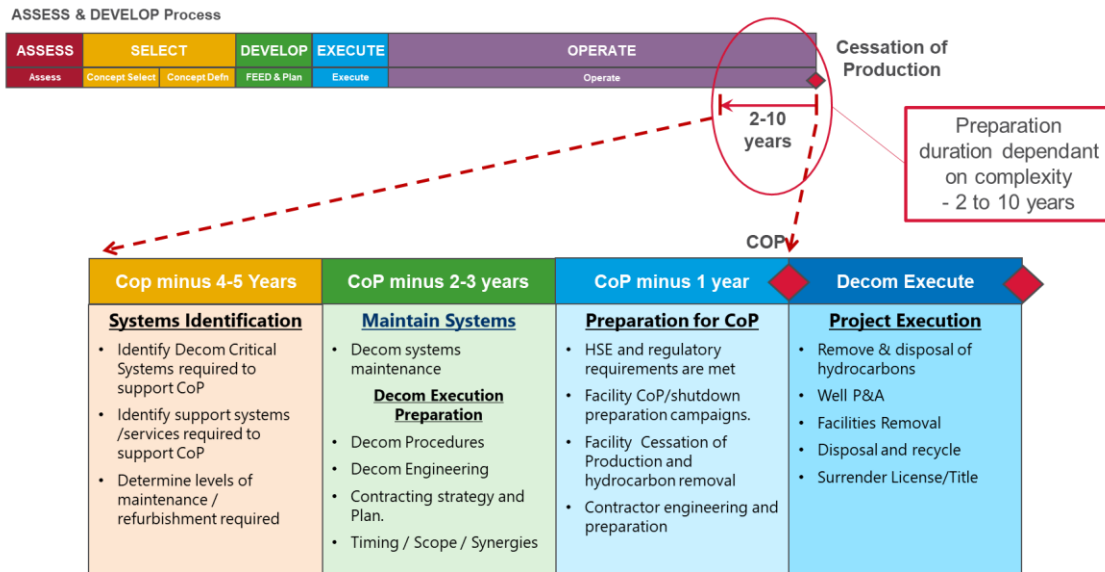 ASSESS & DEVELOP Process
ASSESS
SELECT
DEVELOP
EXECUTE
OPERATE
Assess
Concept Select
Concept Defn
FEED & Plan
Execute
Operate
Cessation of
Production
2-10
years
Preparation
duration dependant
on complexity
- 2 to 10 years
COP
Cop minus 4-5 Years
Systems Identification
• Identify Decom Critical
Systems required to
support CoP
• Identify support systems
/services required to
support CoP
• Determine levels of
maintenance /
refurbishment required
CoP minus 2-3 years
Maintain Systems
• Decom systems
maintenance
Decom Execution
Preparation
• Decom Procedures
• Decom Engineering
• Contracting strategy and
Plan.
• Timing / Scope / Synergies
CoP minus 1 year
Preparation for CoP
• HSE and regulatory
requirements are met
• Facility CoP/shutdown
preparation campaigns.
• Facility Cessation of
Production and
hydrocarbon removal
• Contractor engineering and
preparation
Decom Execute
Project Execution
• Remove & disposal of
hydrocarbons
• Well P&A
• Facilities Removal
• Disposal and recycle
• Surrender License/Title